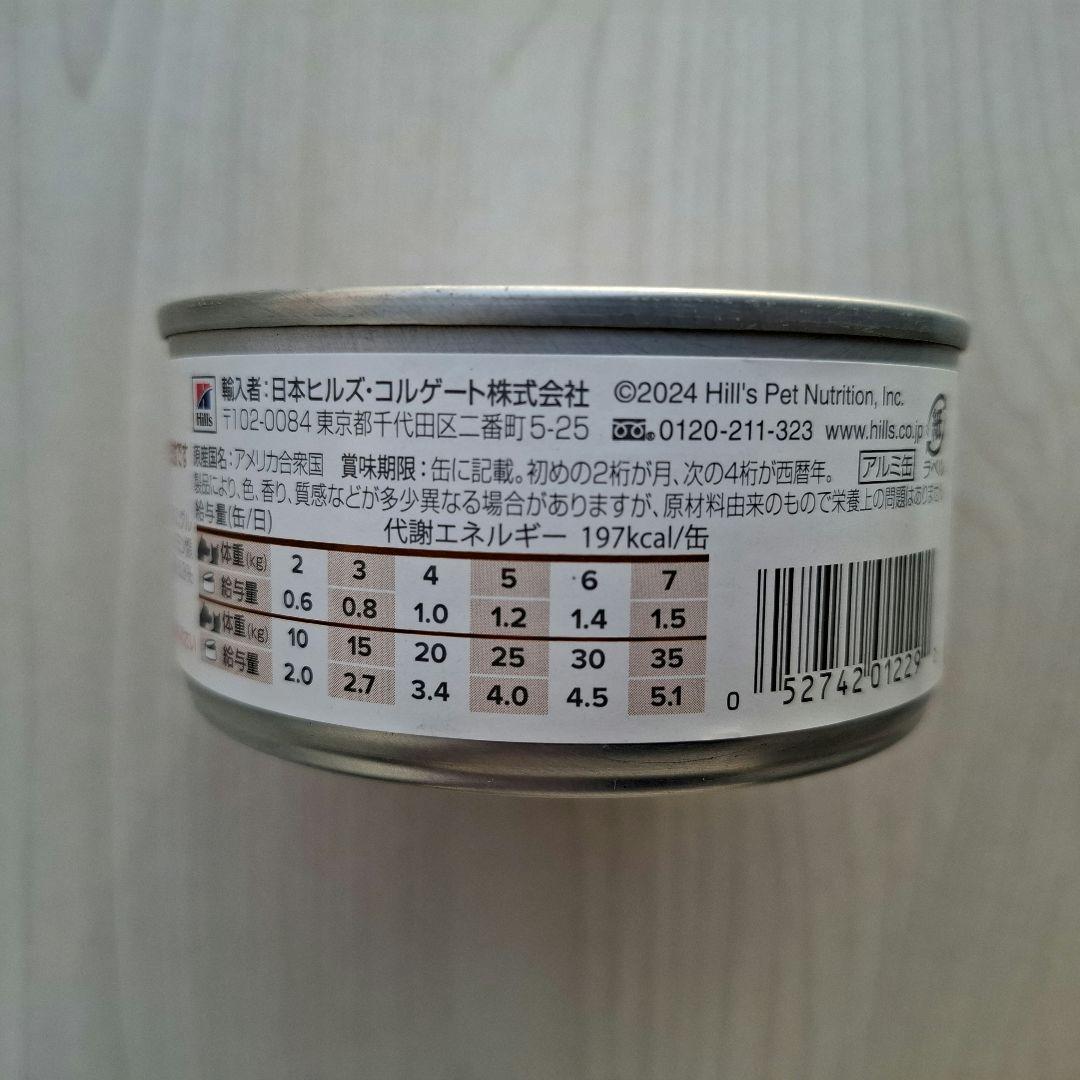 Hill's
輸入者：日本ヒルズ・コルゲート株式会社 ©2024 Hill's Pet Nutrition, Inc.
〒102-0084 東京都千代田区二番町5-25 0120-211-323 www.hills.co.jp
紙
原産国名：アメリカ合衆国 賞味期限：缶に記載。初めの2桁が月、次の4桁が西暦年。 アルミ缶
製品により、色、香り、質感などが多少異なる場合がありますが、原材料由来のもので栄養上の問題はありま
給与量(缶/日)
代謝エネルギー 197kcal/缶
体重(kg) 2 3 4 5 6 7
給与量 0.6 0.8 1.0 1.2 1.4 1.5
体重(kg) 10 15 20 25 30 35
給与量 2.0 2.7 3.4 4.0 4.5 5.1
0 52742 01229